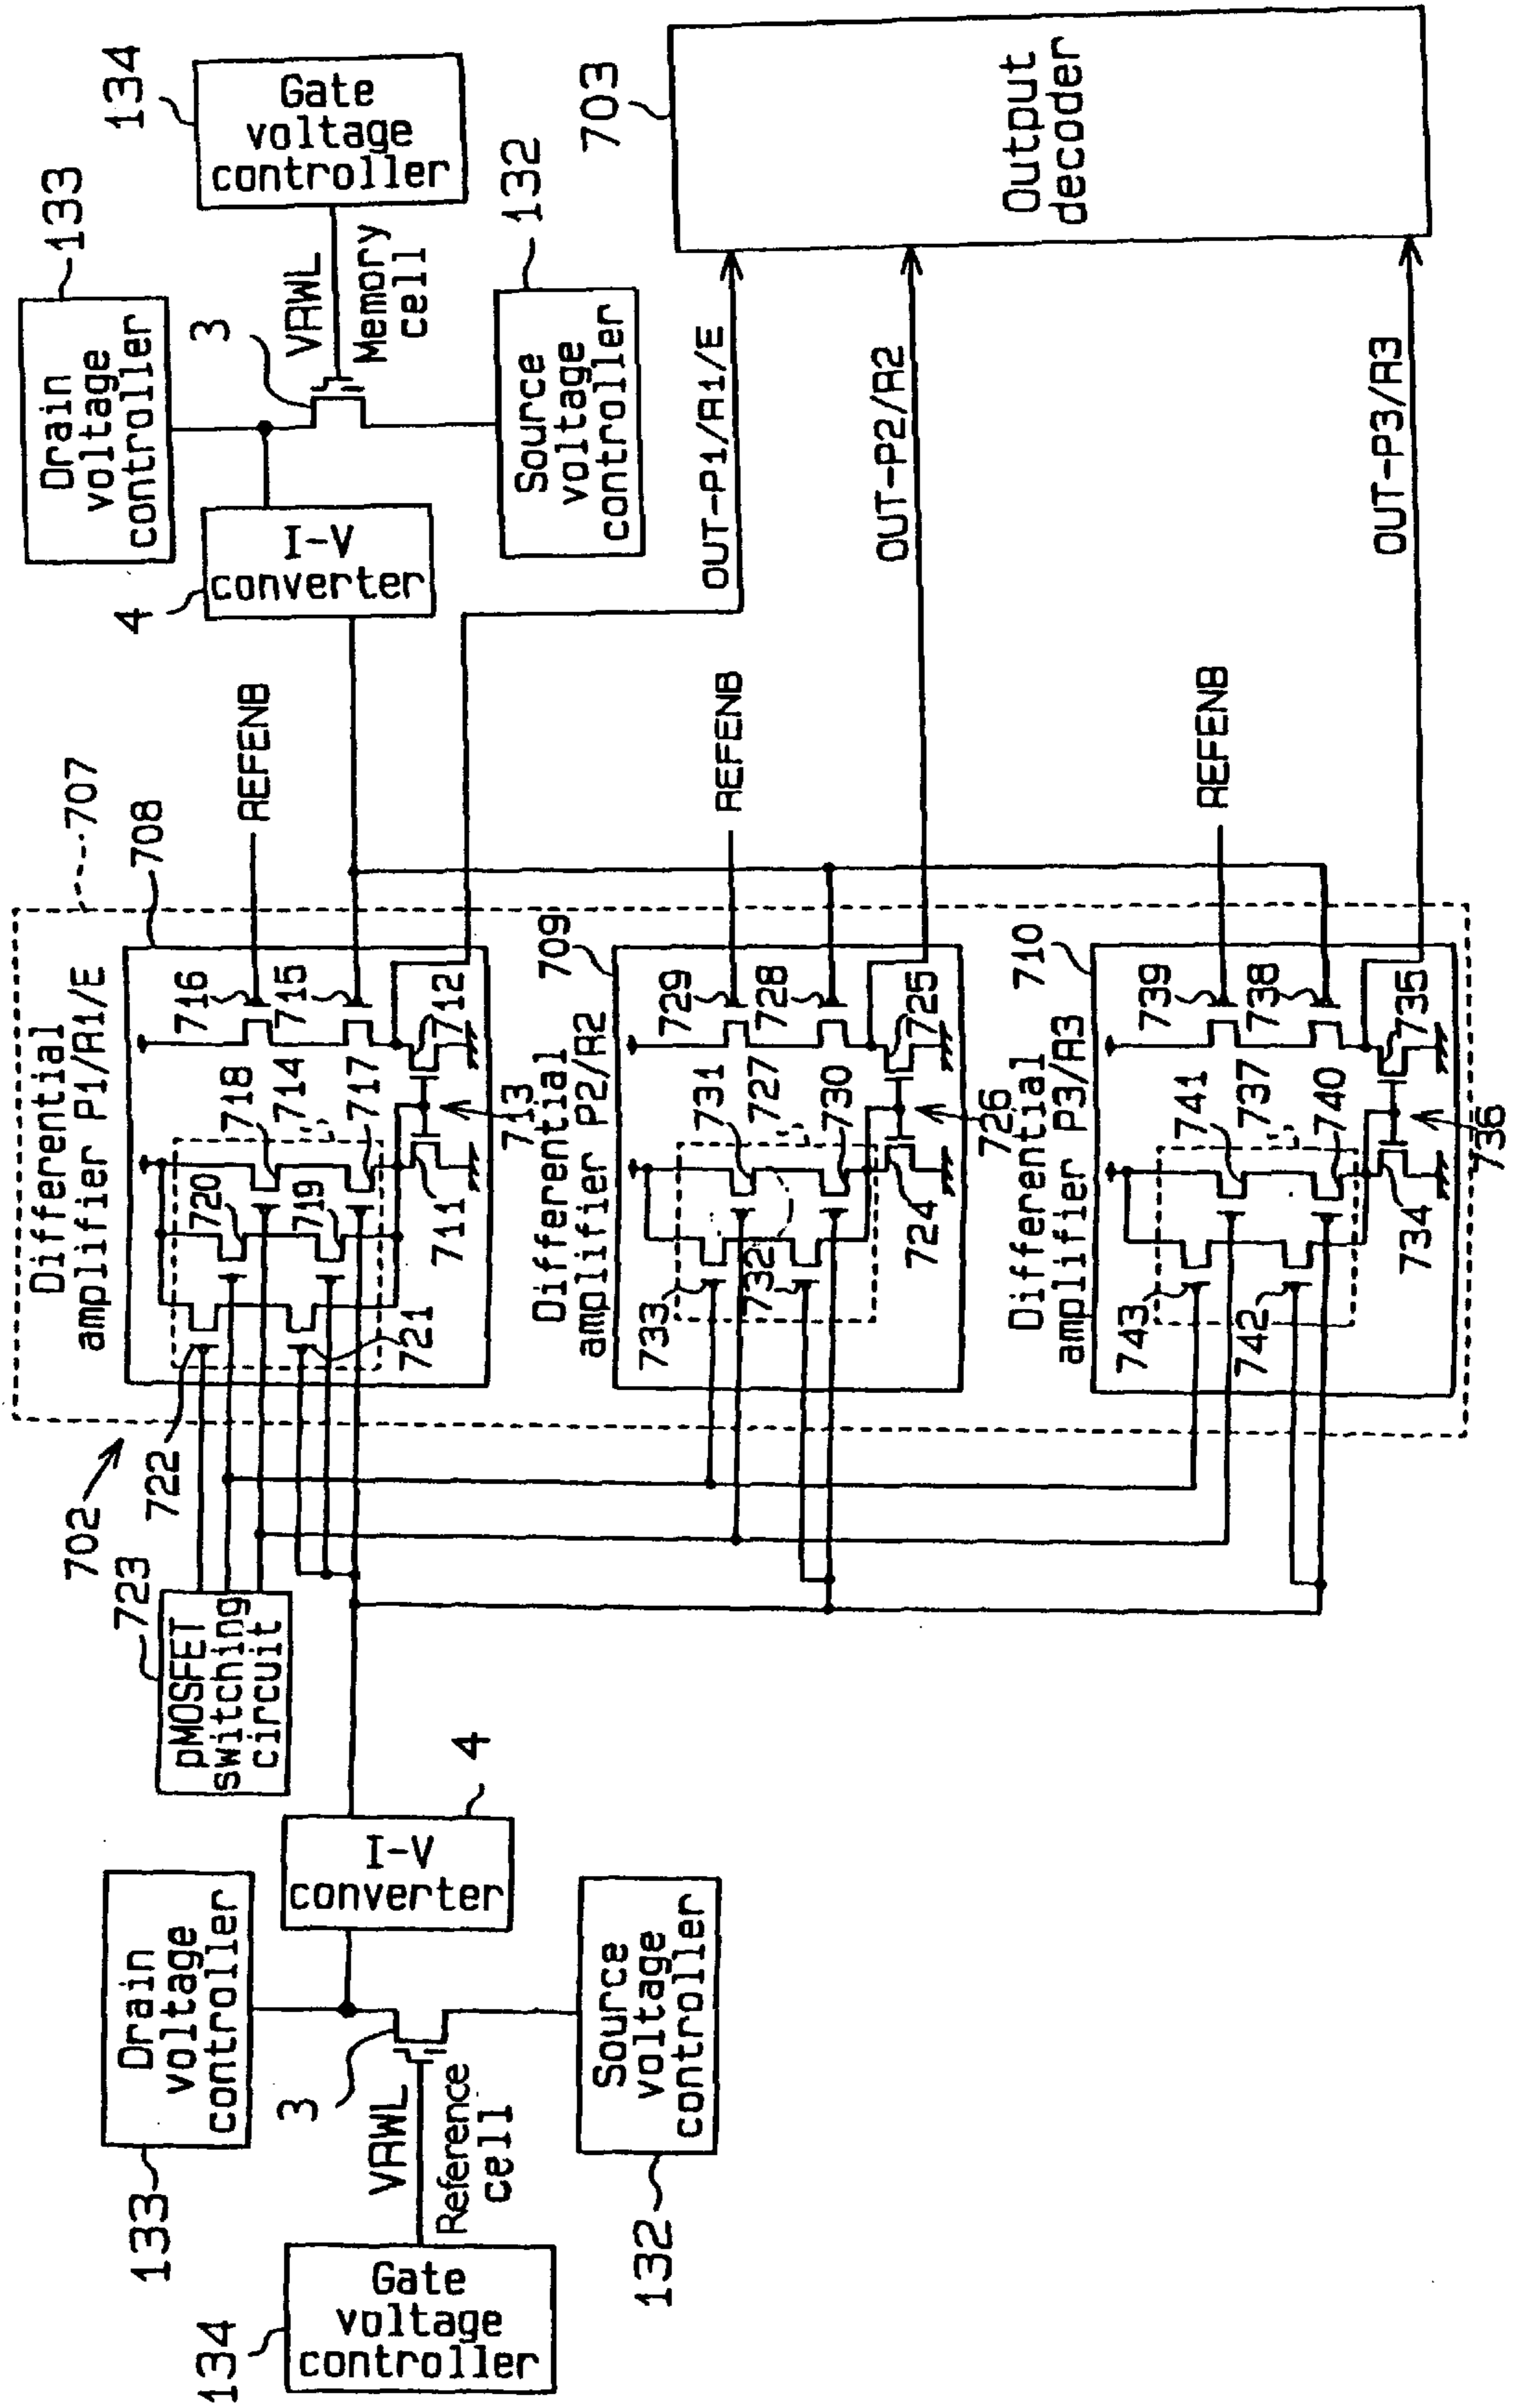 134
Gate
voltage
controller
133
Drain
voltage
controller
3
VRWL
Memory
cell
132
Source
voltage
controller
703
Output
decoder
I-V
converter
4
OUT-P1/R1/E
OUT-P2/R2
OUT-P3/R3
REFENB
REFENB
REFENB
707
708
Differential
amplifier P1/R1/E
716
715
712
718
714
717
713
720
719
711
721
722
709
Differential
amplifier P2/R2
729
728
725
731
727
730
726
732
724
733
710
Differential
amplifier P3/R3
739
738
735
741
737
740
736
734
743
742
702
723
pMOSFET
switching
circuit
4
I-V
converter
Drain
voltage
controller
133
3
VRWL
Reference
cell
Source
voltage
controller
132
134
Gate
voltage
controller